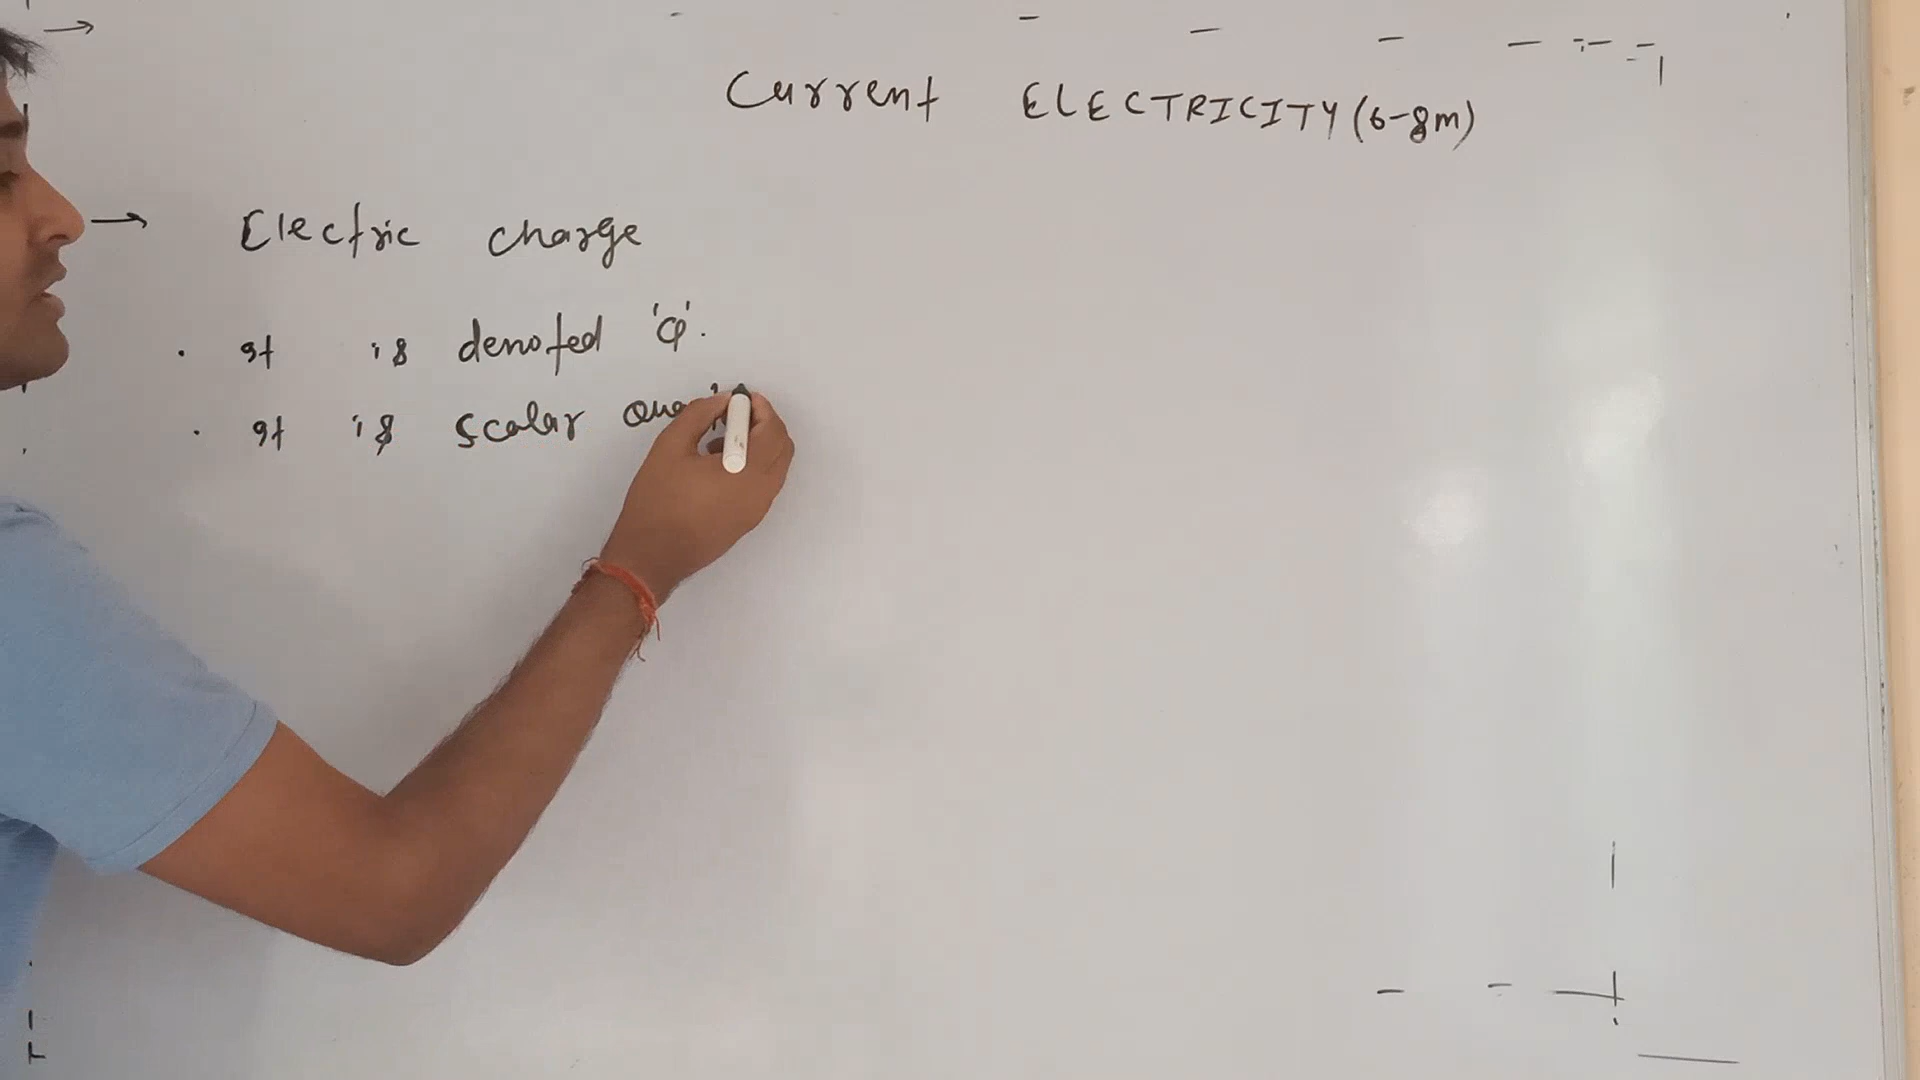 Current ELECTRICITY (6-8m)
→ Electric charge
• It is denoted 'Q'.
• It is scalar